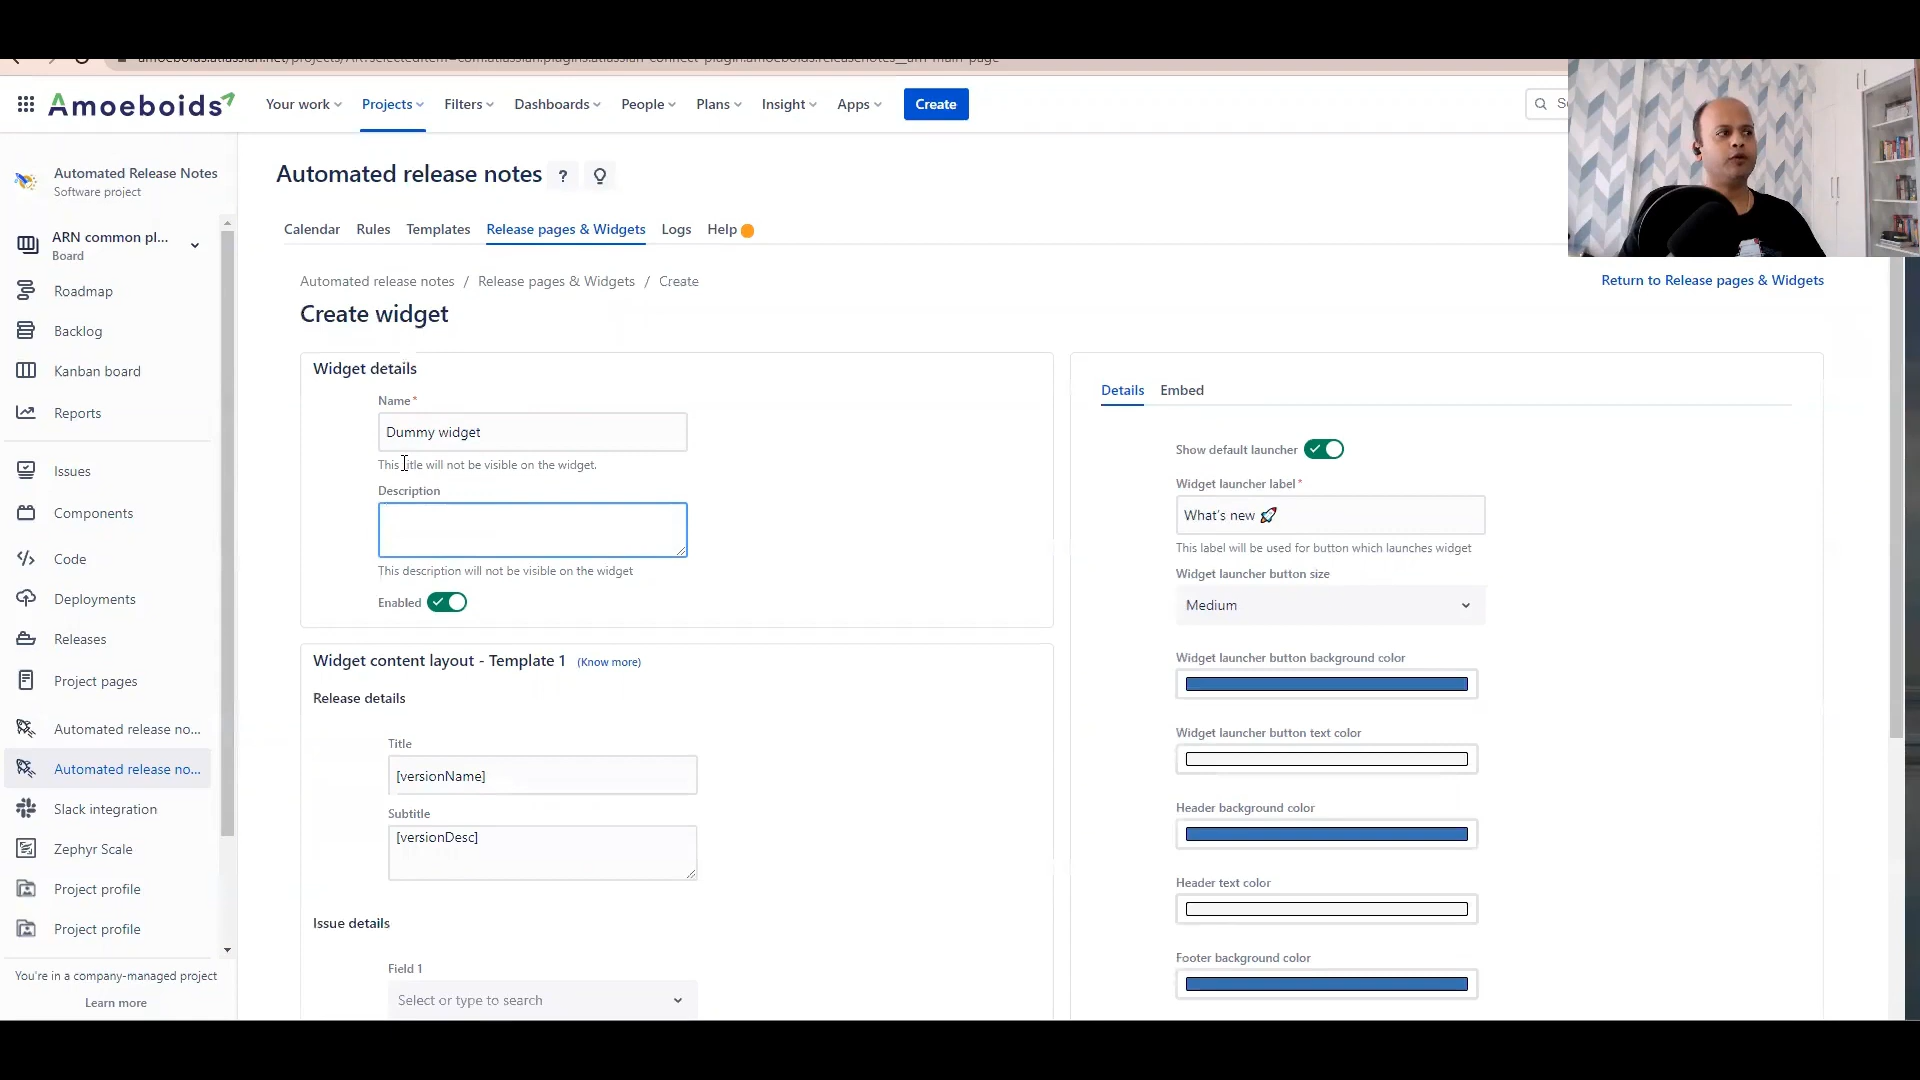 Amoeboids
Your work
Projects
Filters
Dashboards
People
Plans
Insight
Apps
Create
Automated Release Notes
Software project
ARN common pl...
Board
Roadmap
Backlog
Kanban board
Reports
Issues
Components
Code
Deployments
Releases
Project pages
Automated release no...
Automated release no...
Slack integration
Zephyr Scale
Project profile
Project profile
You're in a company-managed project
Learn more
Automated release notes ?
Calendar
Rules
Templates
Release pages & Widgets
Logs
Help
Automated release notes / Release pages & Widgets / Create
Return to Release pages & Widgets
Create widget
Widget details
Name*
Dummy widget
This title will not be visible on the widget.
Description
This description will not be visible on the widget
Enabled
Widget content layout - Template 1 (Know more)
Release details
Title
[versionName]
Subtitle
[versionDesc]
Issue details
Field 1
Select or type to search
Details
Embed
Show default launcher
Widget launcher label*
What's new 🚀
This label will be used for button which launches widget
Widget launcher button size
Medium
Widget launcher button background color
Widget launcher button text color
Header background color
Header text color
Footer background color